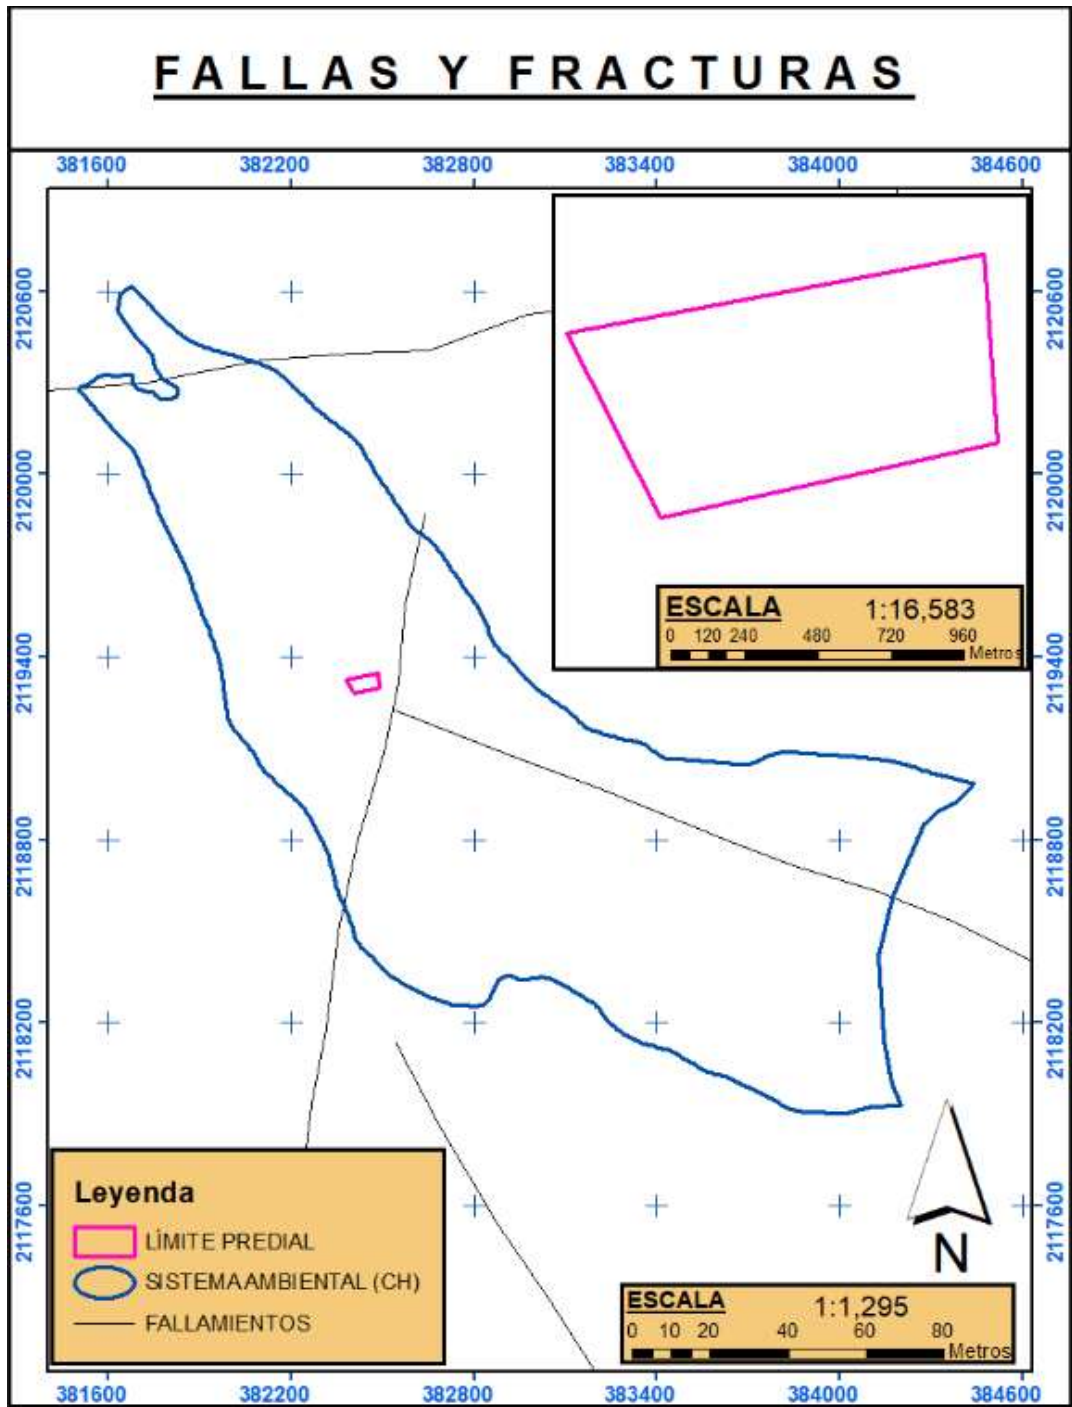 FALLAS Y FRACTURAS
381600 382200 382800 383400 384000 384600
2120600 2120600
2120000 2120000
ESCALA 1:16,583
0 120 240 480 720 960
Metros
2119400 2119400
2118800 2118800
2118200 2118200
2117600 2117600
Leyenda
LÍMITE PREDIAL
SISTEMA AMBIENTAL (CH)
FALLAMIENTOS
N
ESCALA 1:1,295
0 10 20 40 60 80
Metros
381600 382200 382800 383400 384000 384600